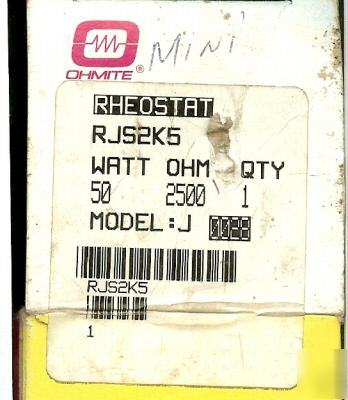 OHMITE®
Mini
RHEOSTAT
RJS2K5
WATT OHM QTY
50 2500 1
MODEL:J 0028
RJS2K5
1